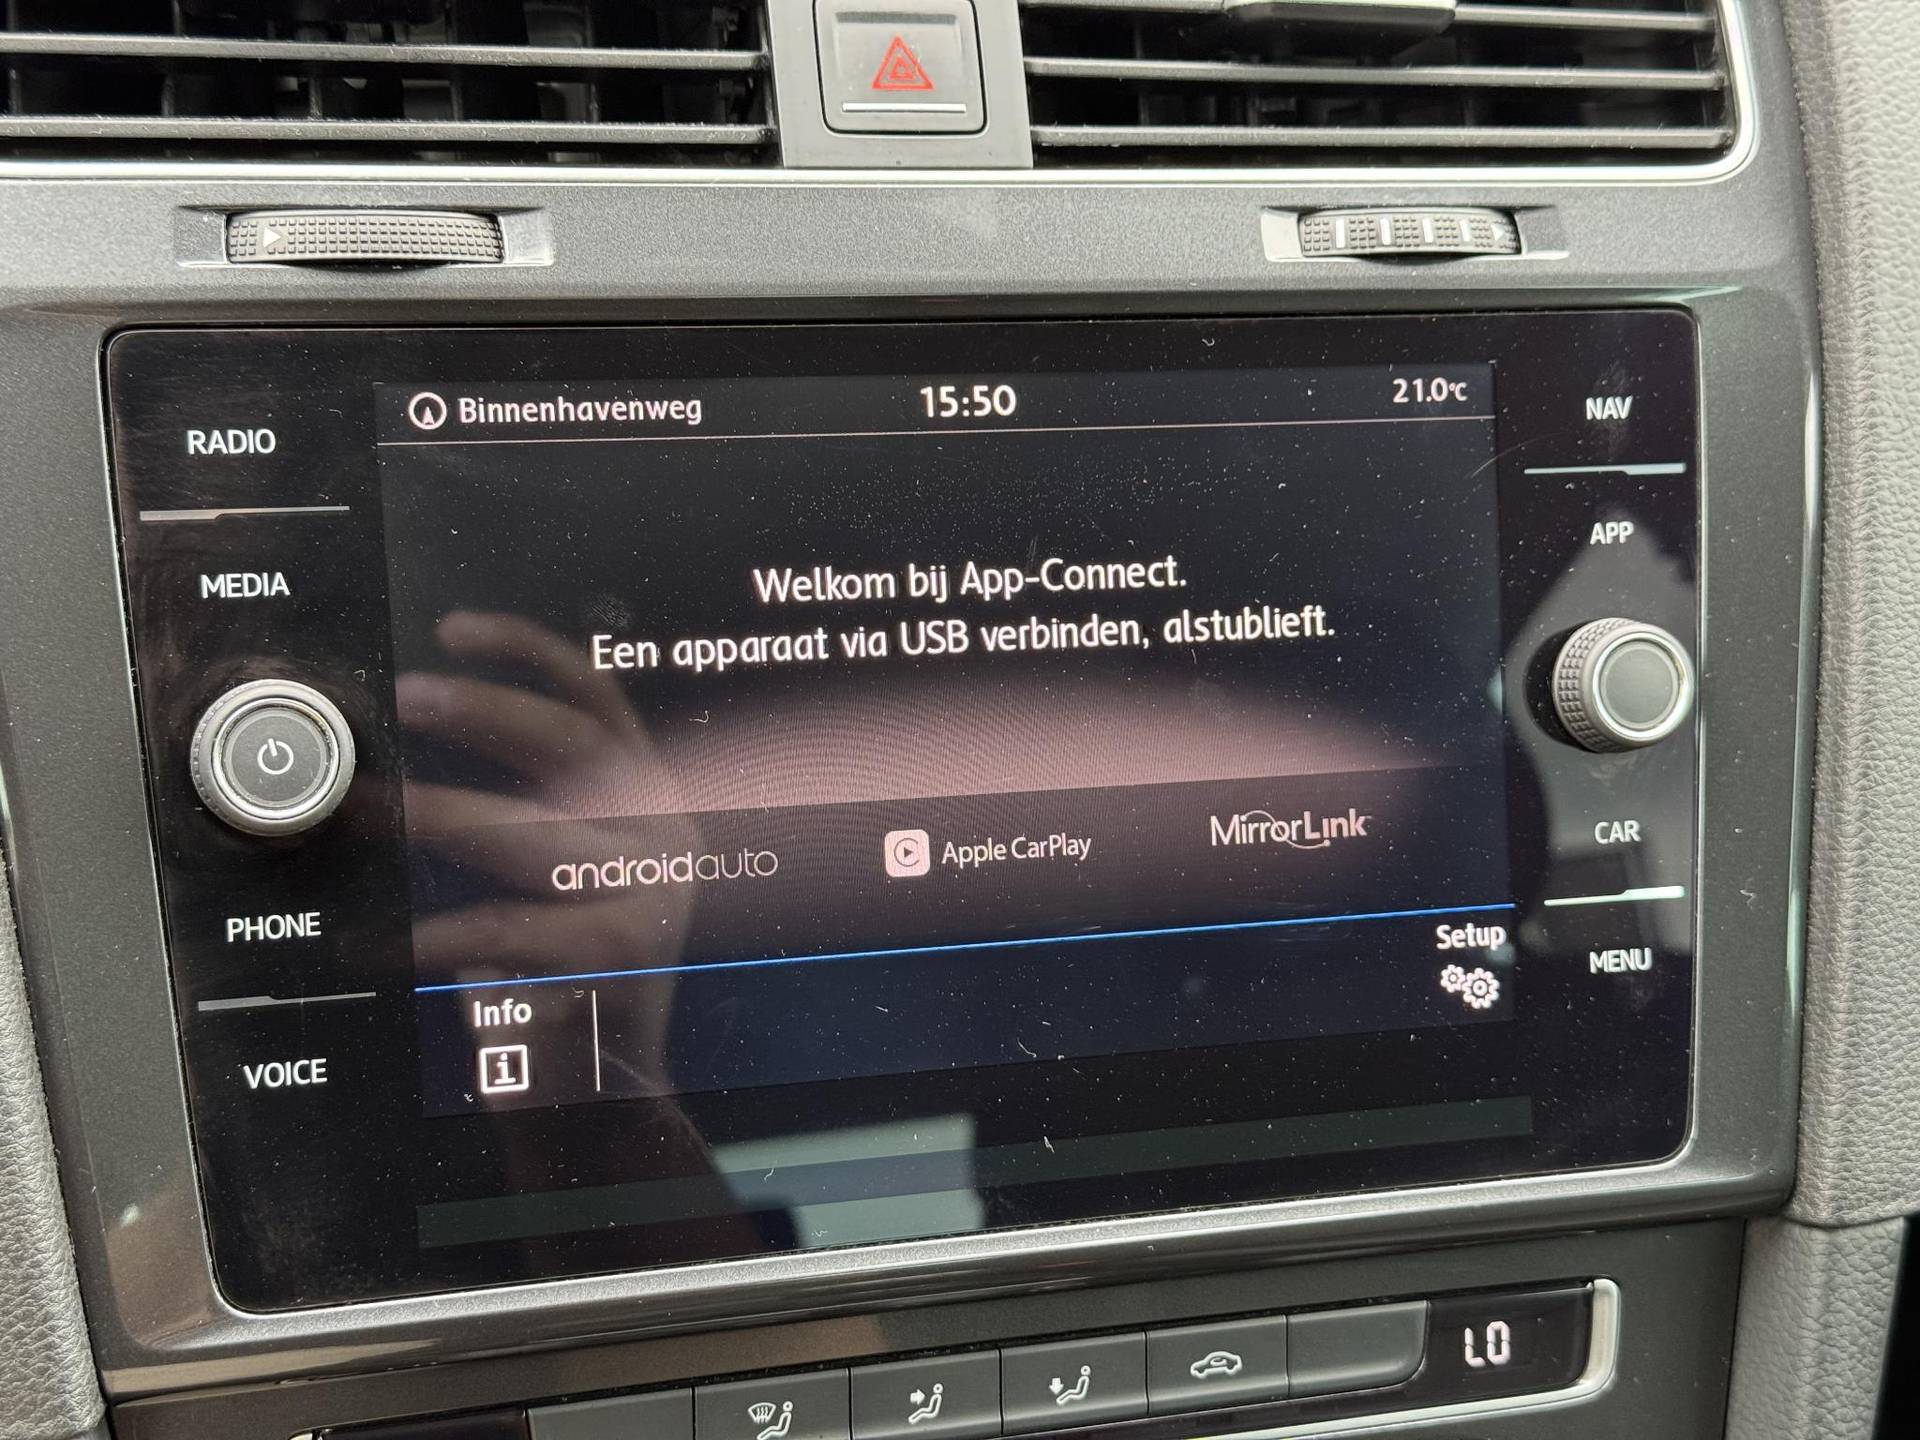 RADIO
MEDIA
PHONE
VOICE
Binnenhavenweg
15:50
21.0°C
Welkom bij App-Connect.
Een apparaat via USB verbinden, alstublieft.
androidauto
Apple CarPlay
MirrorLink
Setup
Info
i
NAV
APP
CAR
MENU
LO